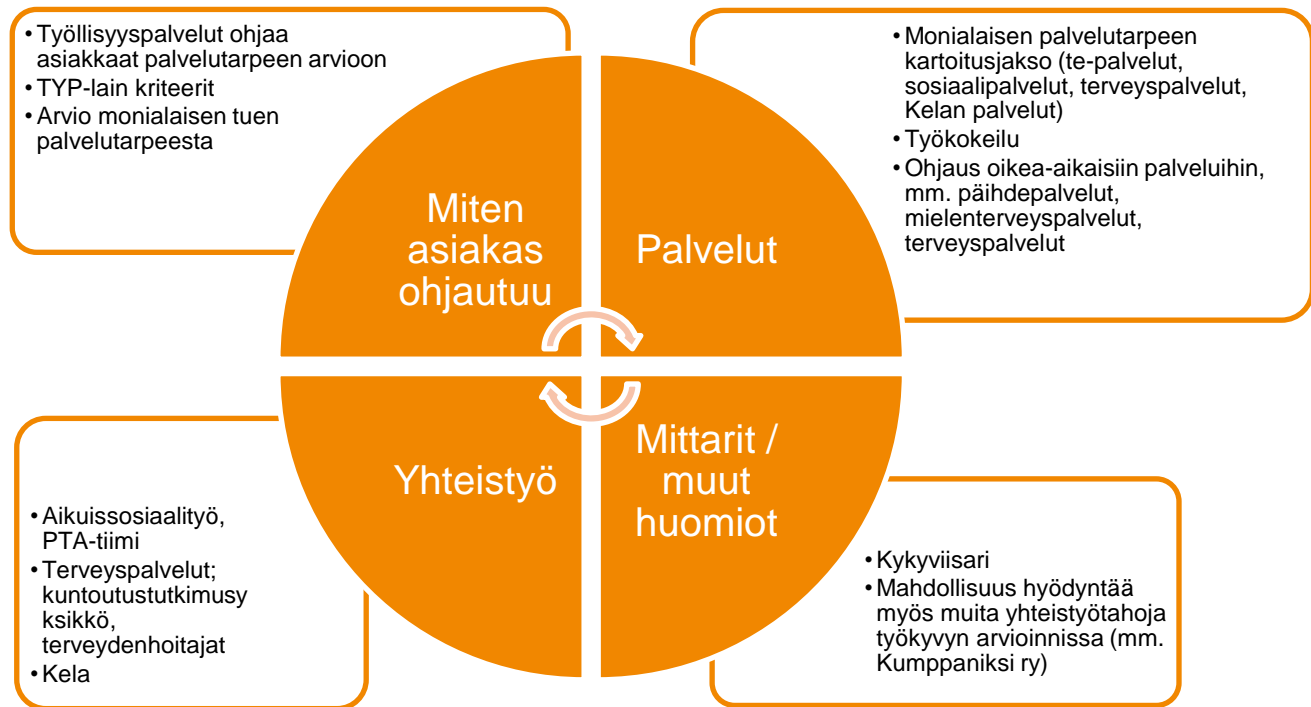 • Työllisyyspalvelut ohjaa
asiakkaat palvelutarpeen arvioon
• TYP-lain kriteerit
• Arvio monialaisen tuen
palvelutarpeesta
• Monialaisen palvelutarpeen
kartoitusjakso (te-palvelut,
sosiaalipalvelut, terveyspalvelut,
Kelan palvelut)
• Työkokeilu
• Ohjaus oikea-aikaisiin palveluihin,
mm. päihdepalvelut,
mielenterveyspalvelut,
terveyspalvelut
Miten
asiakas
ohjautuu
Palvelut
Yhteistyö
Mittarit /
muut
huomiot
• Aikuissosiaalityö,
PTA-tiimi
• Terveyspalvelut;
kuntoutustutkimusy
ksikkö,
terveydenhoitajat
• Kela
• Kykyviisari
• Mahdollisuus hyödyntää
myös muita yhteistyötahoja
työkyvyn arvioinnissa (mm.
Kumppaniksi ry)